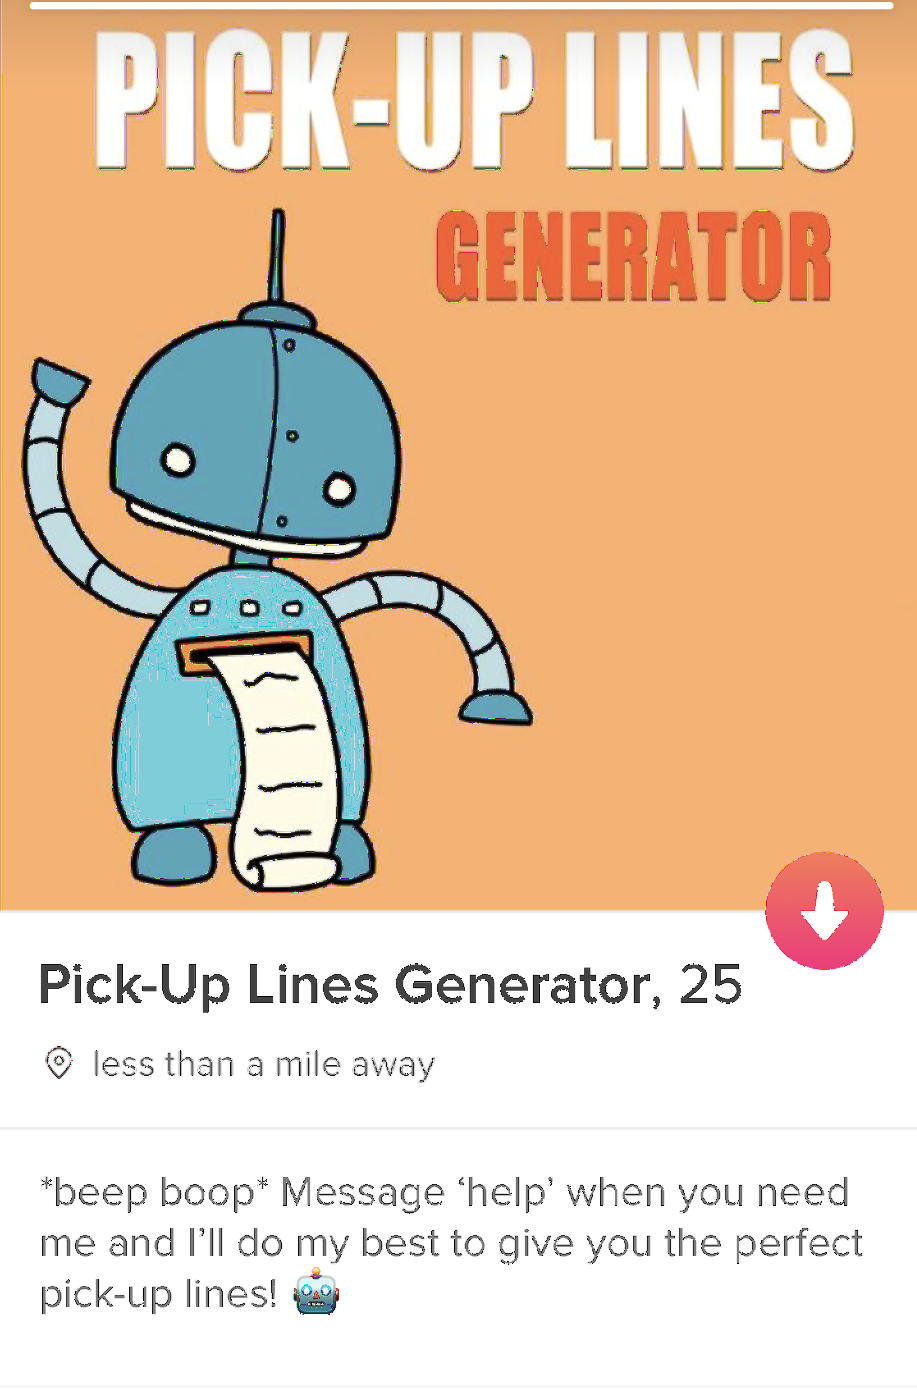 PICK-UP LINES
GENERATOR
Pick-Up Lines Generator, 25
less than a mile away
*beep boop* Message ‘help’ when you need
me and I’ll do my best to give you the perfect
pick-up lines! 🤖